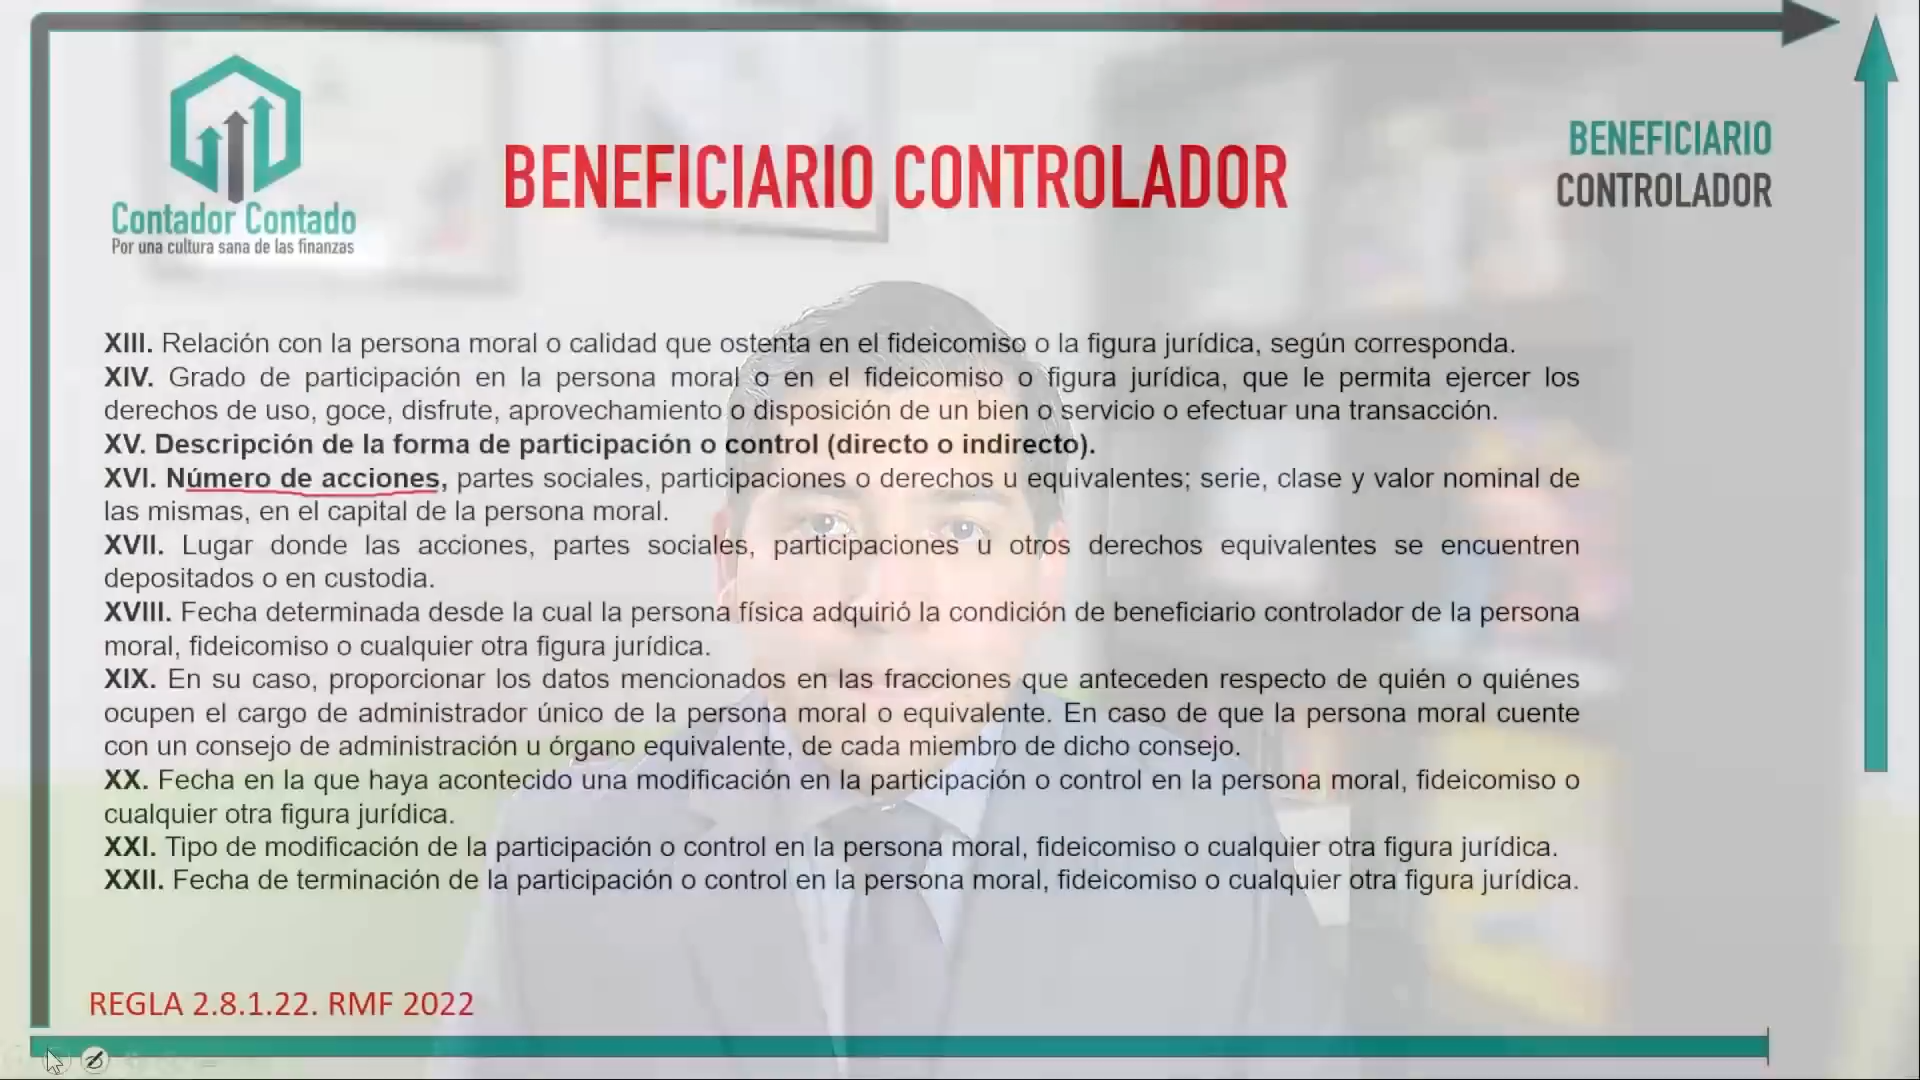 Contador Contado
Por una cultura sana de las finanzas
BENEFICIARIO CONTROLADOR
BENEFICIARIO
CONTROLADOR
XIII. Relación con la persona moral o calidad que ostenta en el fideicomiso o la figura jurídica, según corresponda.
XIV. Grado de participación en la persona moral o en el fideicomiso o figura jurídica, que le permita ejercer los
derechos de uso, goce, disfrute, aprovechamiento o disposición de un bien o servicio o efectuar una transacción.
XV. Descripción de la forma de participación o control (directo o indirecto).
XVI. Número de acciones, partes sociales, participaciones o derechos u equivalentes; serie, clase y valor nominal de
las mismas, en el capital de la persona moral.
XVII. Lugar donde las acciones, partes sociales, participaciones u otros derechos equivalentes se encuentren
depositados o en custodia.
XVIII. Fecha determinada desde la cual la persona física adquirió la condición de beneficiario controlador de la persona
moral, fideicomiso o cualquier otra figura jurídica.
XIX. En su caso, proporcionar los datos mencionados en las fracciones que anteceden respecto de quién o quiénes
ocupen el cargo de administrador único de la persona moral o equivalente. En caso de que la persona moral cuente
con un consejo de administración u órgano equivalente, de cada miembro de dicho consejo.
XX. Fecha en la que haya acontecido una modificación en la participación o control en la persona moral, fideicomiso o
cualquier otra figura jurídica.
XXI. Tipo de modificación de la participación o control en la persona moral, fideicomiso o cualquier otra figura jurídica.
XXII. Fecha de terminación de la participación o control en la persona moral, fideicomiso o cualquier otra figura jurídica.
REGLA 2.8.1.22. RMF 2022